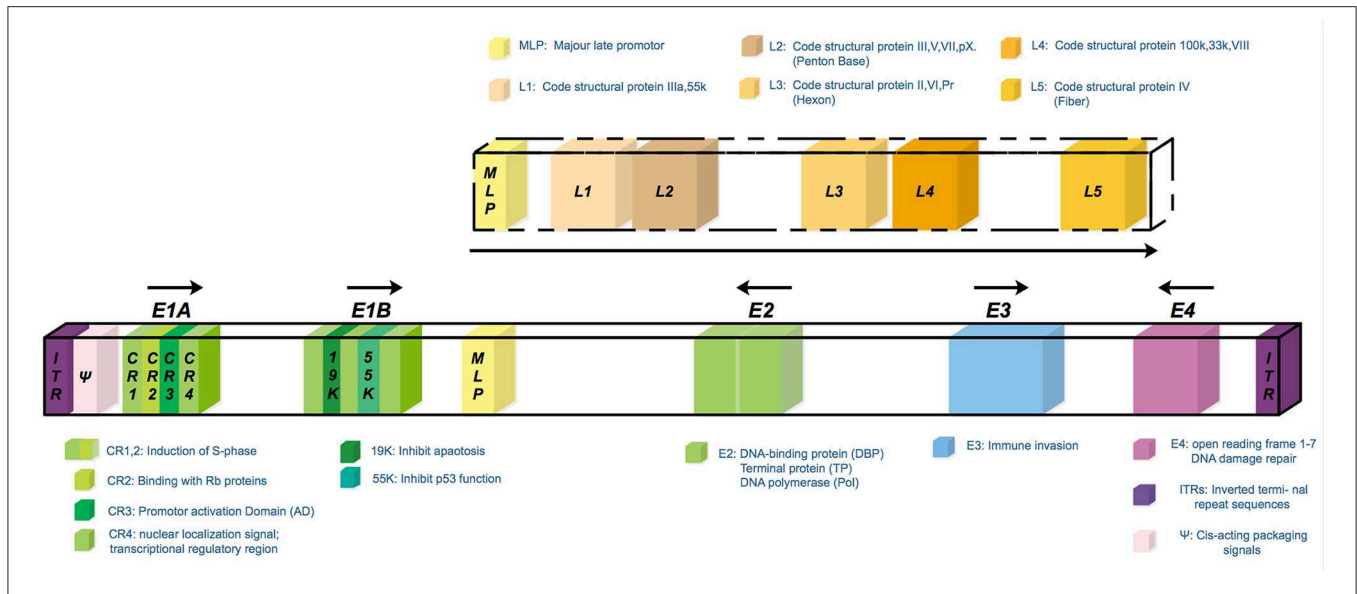 MLP: Majour late promotor
L1: Code structural protein IIIa,55k
L2: Code structural protein III,V,VII,pX.
(Penton Base)
L3: Code structural protein II,VI,Pr
(Hexon)
L4: Code structural protein 100k,33k,VIII
L5: Code structural protein IV
(Fiber)
MLP
L1
L2
L3
L4
L5
E1A
E1B
E2
E3
E4
ITR
Ψ
CR1
CR2
CR3
CR4
19K
55K
MLP
ITR
CR1,2: Induction of S-phase
CR2: Binding with Rb proteins
CR3: Promotor activation Domain (AD)
CR4: nuclear localization signal;
transcriptional regulatory region
19K: Inhibit apaotosis
55K: Inhibit p53 function
E2: DNA-binding protein (DBP)
Terminal protein (TP)
DNA polymerase (Pol)
E3: Immune invasion
E4: open reading frame 1-7
DNA damage repair
ITRs: Inverted termi- nal
repeat sequences
Ψ: Cis-acting packaging
signals